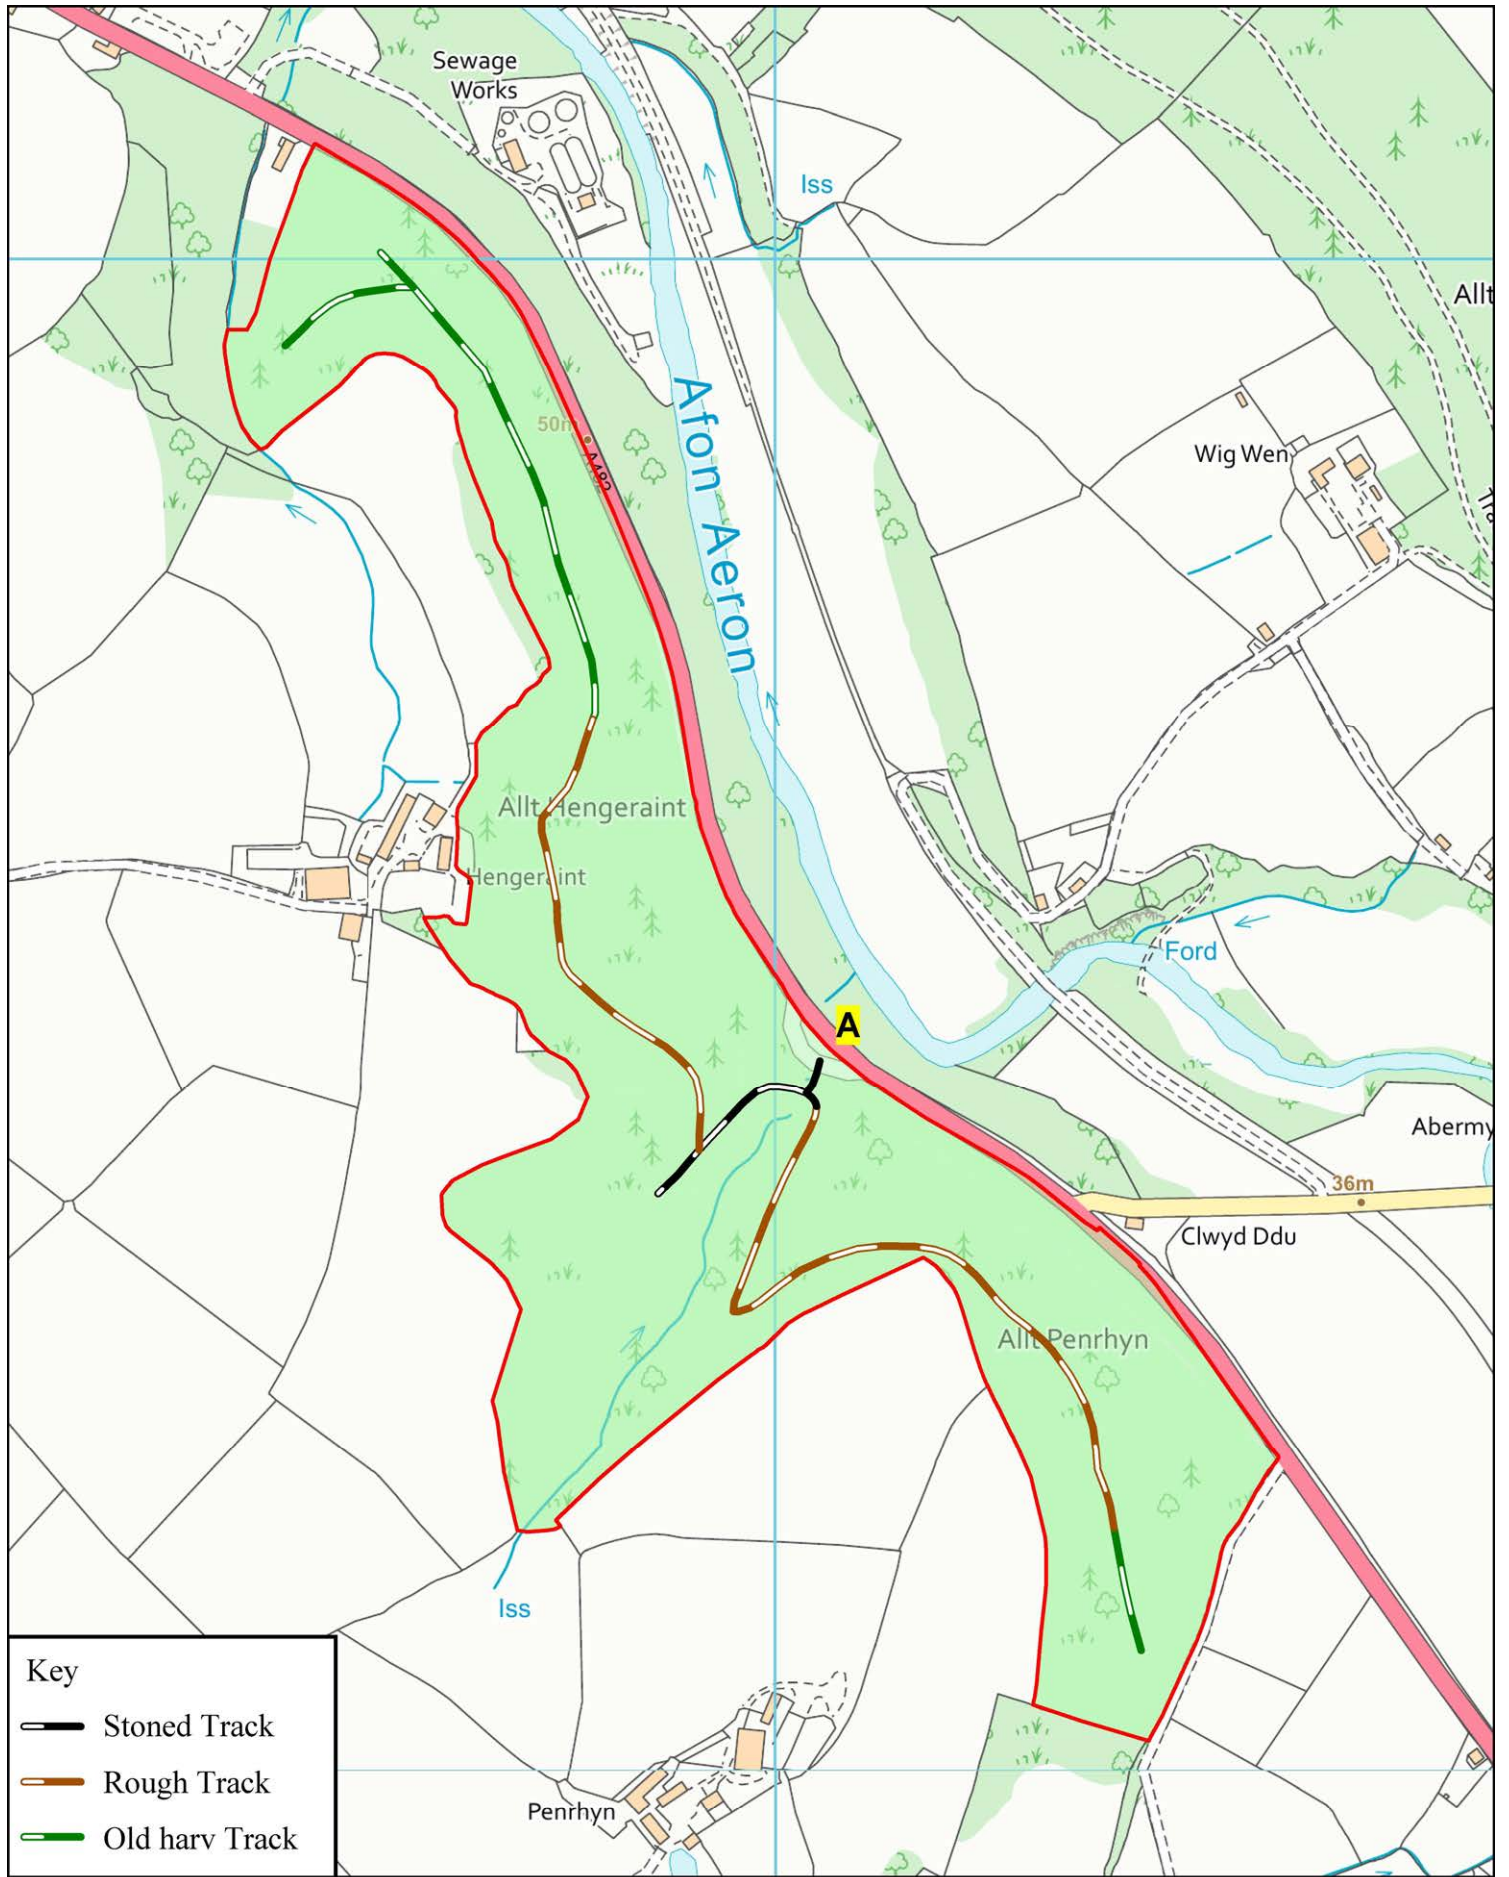 Sewage
Works
Iss
Allt
50m
A482
Afon Aeron
Wig Wen
Allt Hengeraint
Hengeraint
Ford
A
Abermy
36m
Clwyd Ddu
Allt Penrhyn
Iss
Key
Stoned Track
Rough Track
Old harv Track
Penrhyn